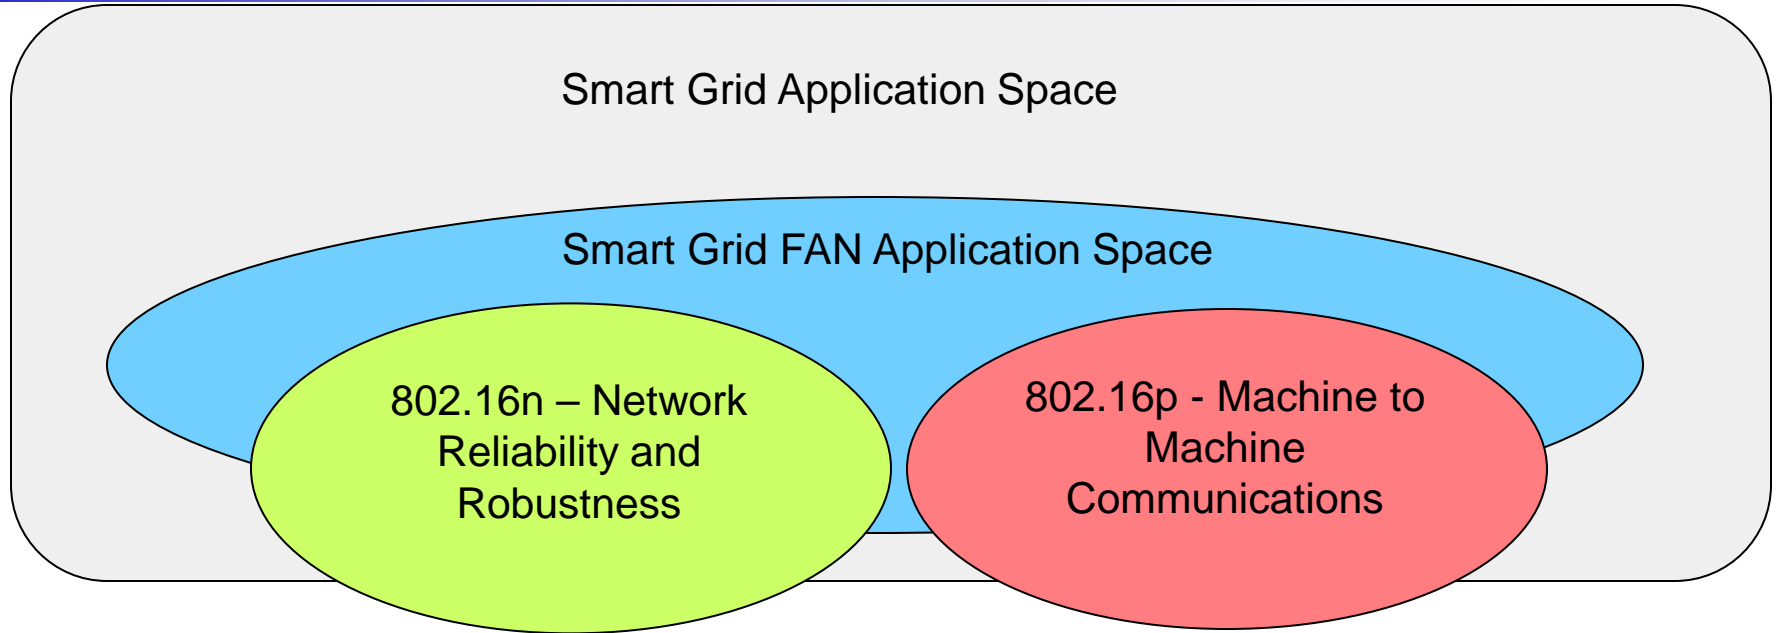 Smart Grid Application Space
Smart Grid FAN Application Space
802.16n – Network
Reliability and
Robustness
802.16p - Machine to
Machine
Communications